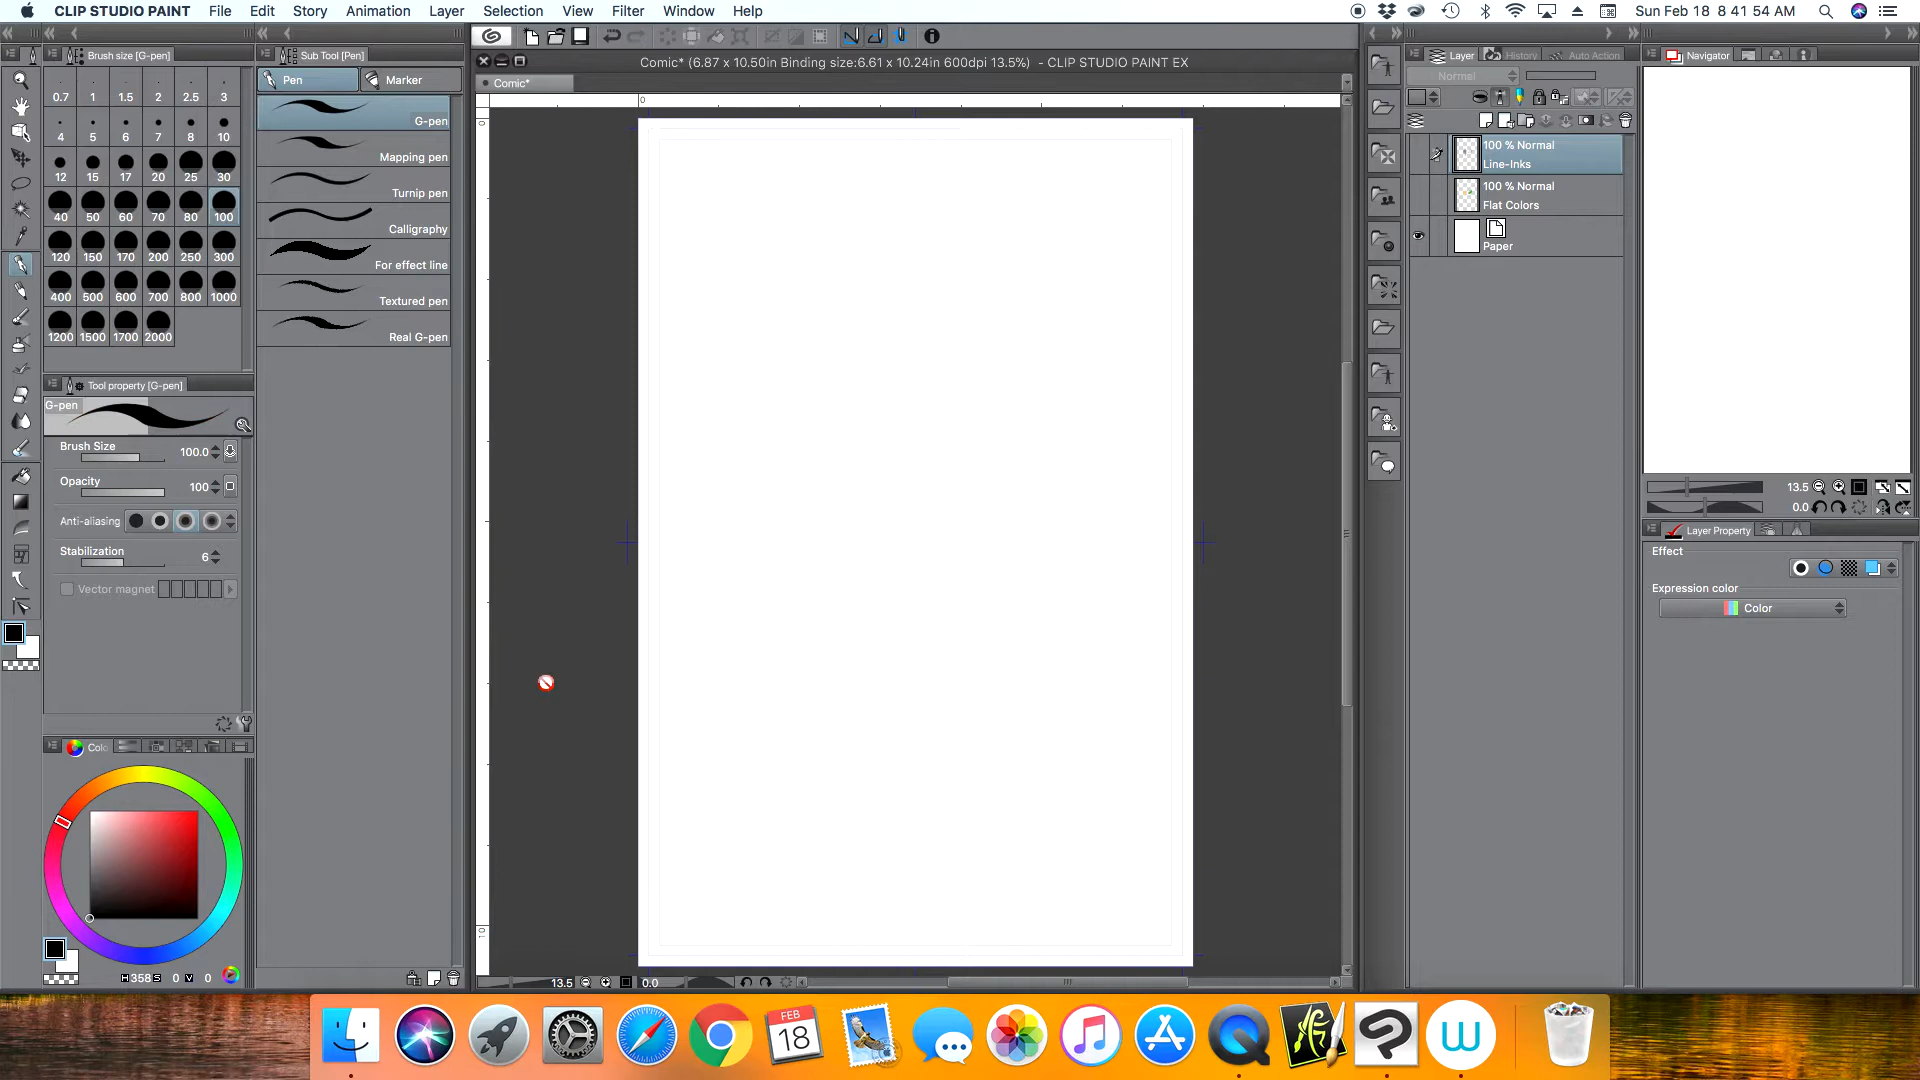 CLIP STUDIO PAINT File Edit Story Animation Layer Selection View Filter Window Help Sun Feb 18 8 41 54 AM
Brush size [G-pen] Sub Tool [Pen] Layer History Auto Action Navigator
Comic* (6.87 x 10.50in Binding size:6.61 x 10.24in 600dpi 13.5%) - CLIP STUDIO PAINT EX
Pen Marker Comic* Normal
0.7 1 1.5 2 2.5 3
4 5 6 7 8 10
12 15 17 20 25 30
40 50 60 70 80 100
120 150 170 200 250 300
400 500 600 700 800 1000
1200 1500 1700 2000
G-pen
Mapping pen
Turnip pen
Calligraphy
For effect line
Textured pen
Real G-pen
0
0
10
100 % Normal
Line-Inks
100 % Normal
Flat Colors
Paper
Tool property [G-pen]
G-pen
Brush Size 100.0
Opacity 100
Anti-aliasing
Stabilization 6
Vector magnet
13.5
0.0
Layer Property
Effect
Expression color
Color
Colo
H 358 S 0 V 0
13.5 0.0
FEB
18
W